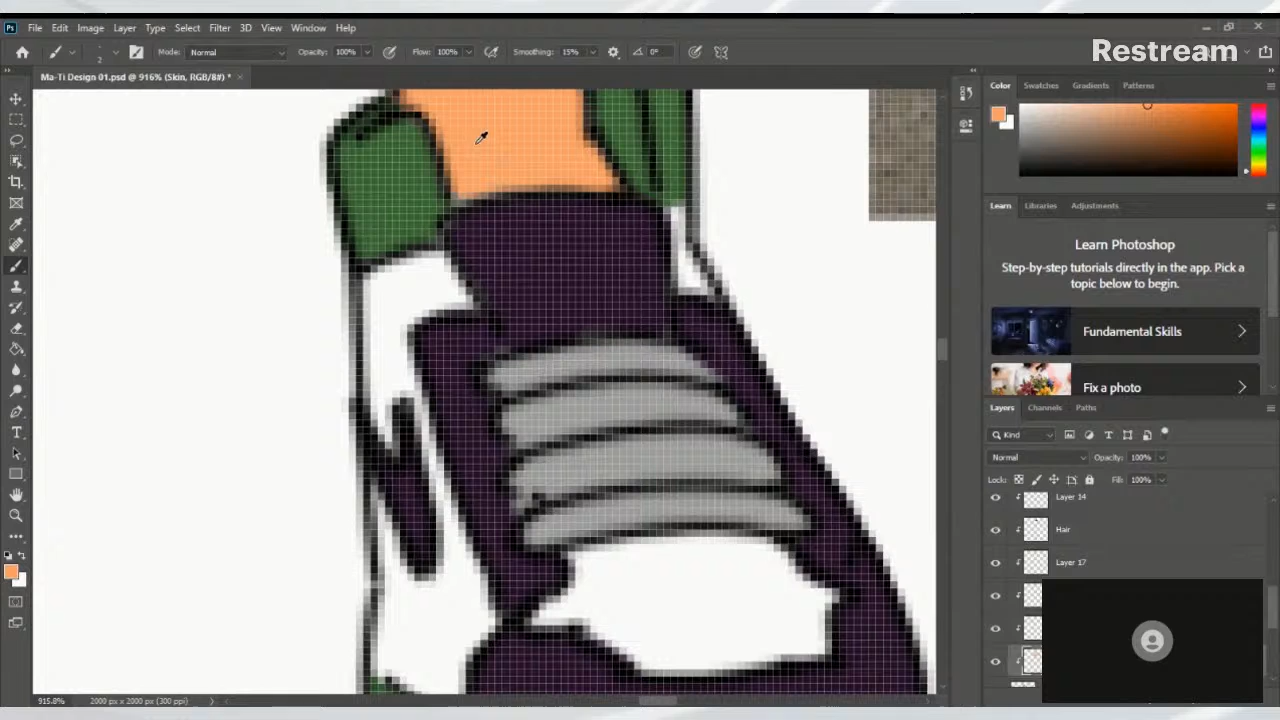 Ps File Edit Image Layer Type Select Filter 3D View Window Help
Mode: Normal Opacity: 100% Flow: 100% Smoothing: 15% 0°
2
Restream
Ma-Ti Design 01.psd @ 916% (Skin, RGB/8#) * ×
Color Swatches Gradients Patterns
Learn Libraries Adjustments
Learn Photoshop
Step-by-step tutorials directly in the app. Pick a
topic below to begin.
Fundamental Skills
Fix a photo
Layers Channels Paths
Kind
Normal Opacity: 100%
Lock: Fill: 100%
Layer 14
Hair
Layer 17
915.8% 2000 px x 2000 px (300 ppi)